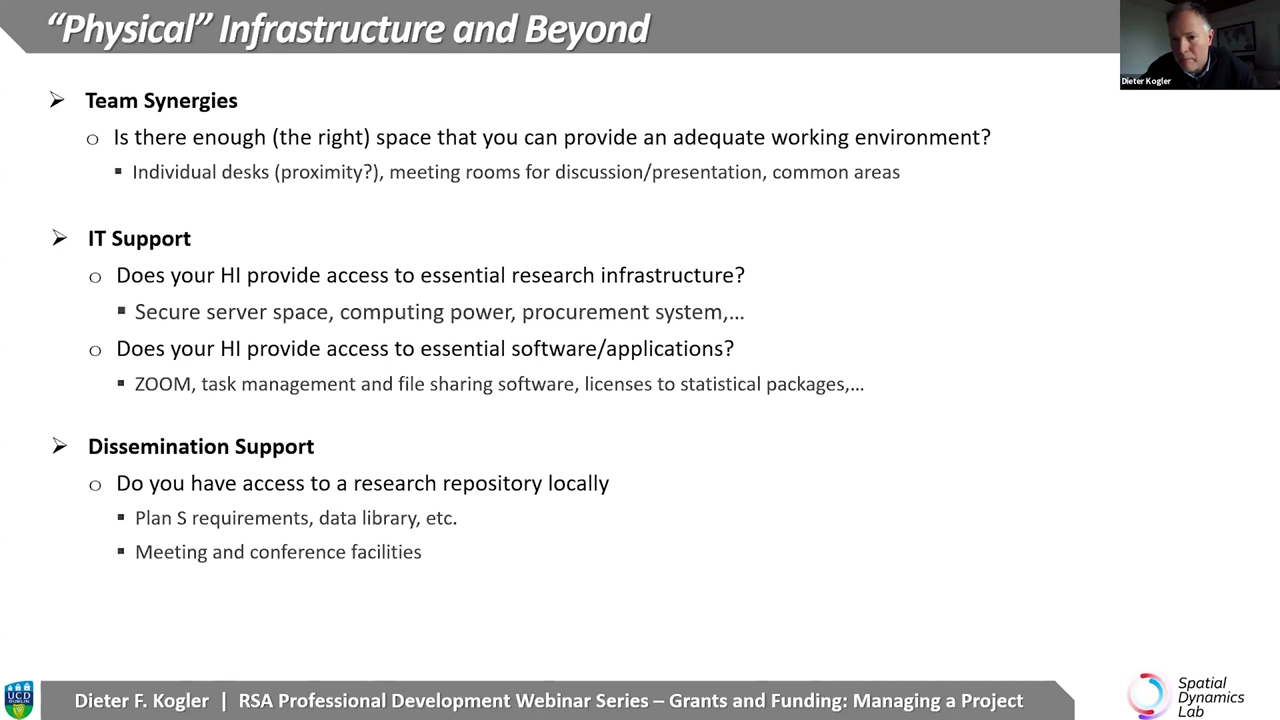 “Physical” Infrastructure and Beyond
Dieter Kogler
Team Synergies
Is there enough (the right) space that you can provide an adequate working environment?
Individual desks (proximity?), meeting rooms for discussion/presentation, common areas
IT Support
Does your HI provide access to essential research infrastructure?
Secure server space, computing power, procurement system,...
Does your HI provide access to essential software/applications?
ZOOM, task management and file sharing software, licenses to statistical packages,...
Dissemination Support
Do you have access to a research repository locally
Plan S requirements, data library, etc.
Meeting and conference facilities
UCD
DUBLIN
Dieter F. Kogler | RSA Professional Development Webinar Series – Grants and Funding: Managing a Project
Spatial
Dynamics
Lab